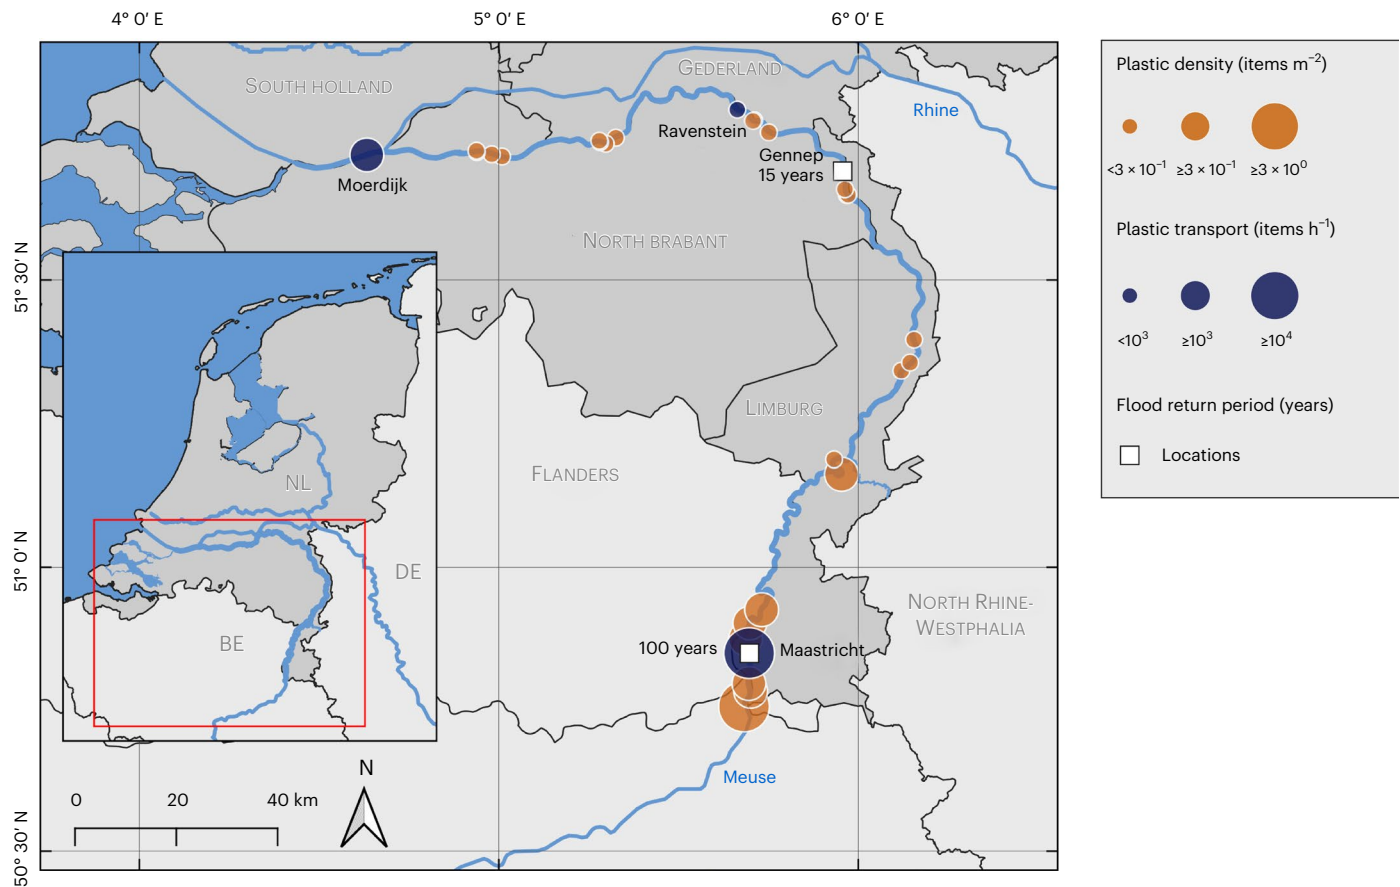 4° 0′ E
5° 0′ E
6° 0′ E
SOUTH HOLLAND
GEDERLAND
Rhine
Ravenstein
Gennep
15 years
Moerdijk
NORTH BRABANT
51° 30′ N
LIMBURG
FLANDERS
NL
51° 0′ N
DE
NORTH RHINE-
WESTPHALIA
BE
100 years
Maastricht
Meuse
N
0
20
40 km
50° 30′ N
Plastic density (items m⁻²)
<3 × 10⁻¹
≥3 × 10⁻¹
≥3 × 10⁰
Plastic transport (items h⁻¹)
<10³
≥10³
≥10⁴
Flood return period (years)
Locations